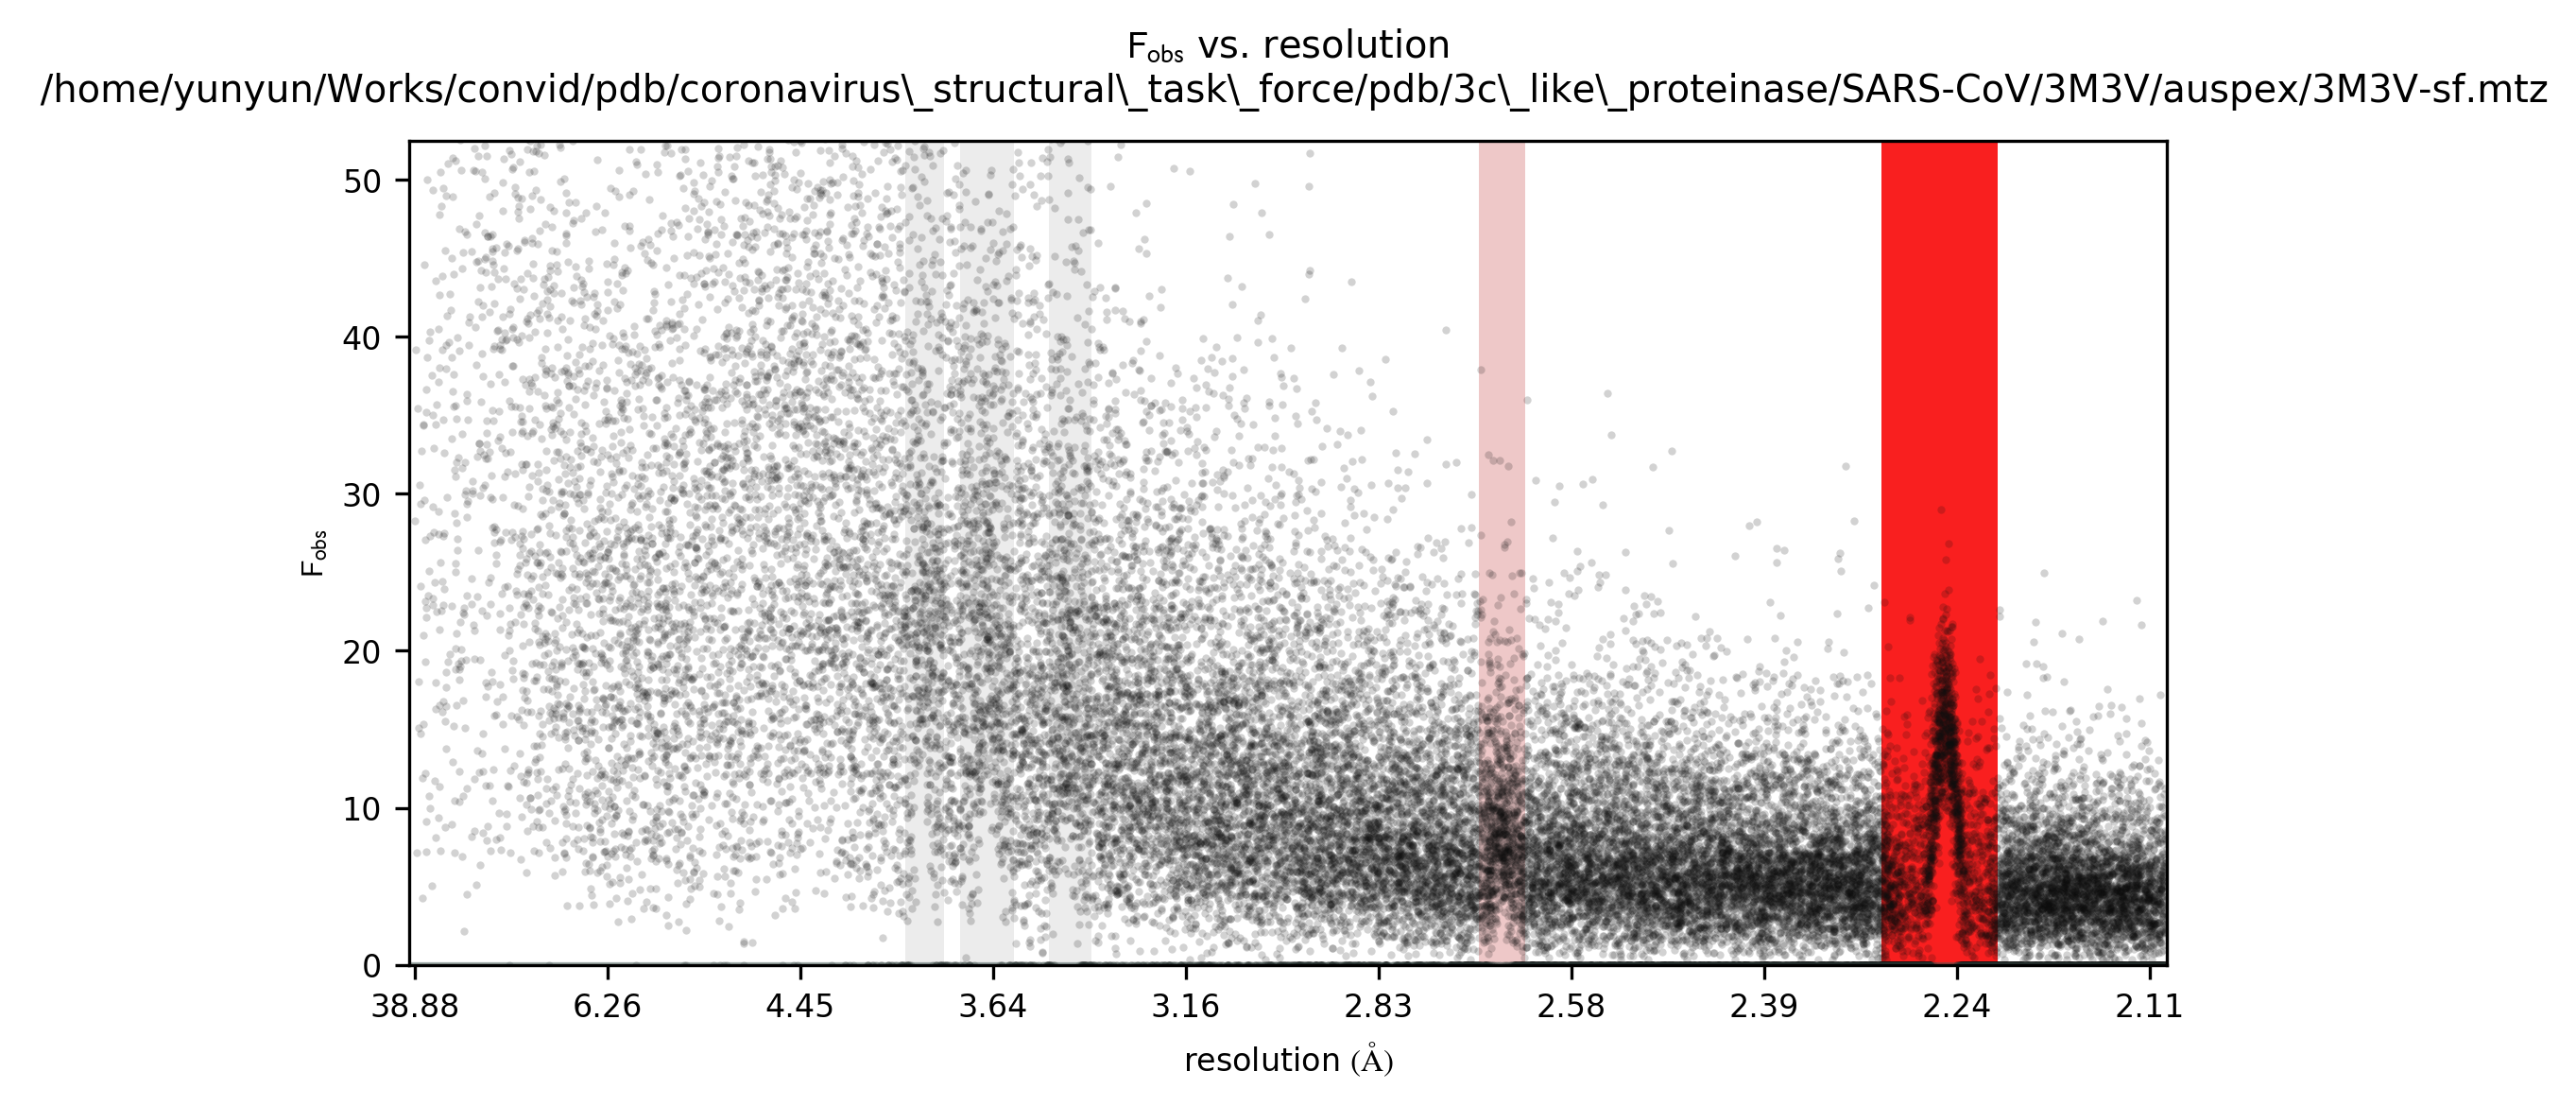 F_obs vs. resolution
/home/yunyun/Works/convid/pdb/coronavirus\_structural\_task\_force/pdb/3c\_like\_proteinase/SARS-CoV/3M3V/auspex/3M3V-sf.mtz
50
40
30
20
10
0
F_obs
38.88 6.26 4.45 3.64 3.16 2.83 2.58 2.39 2.24 2.11
resolution (Å)